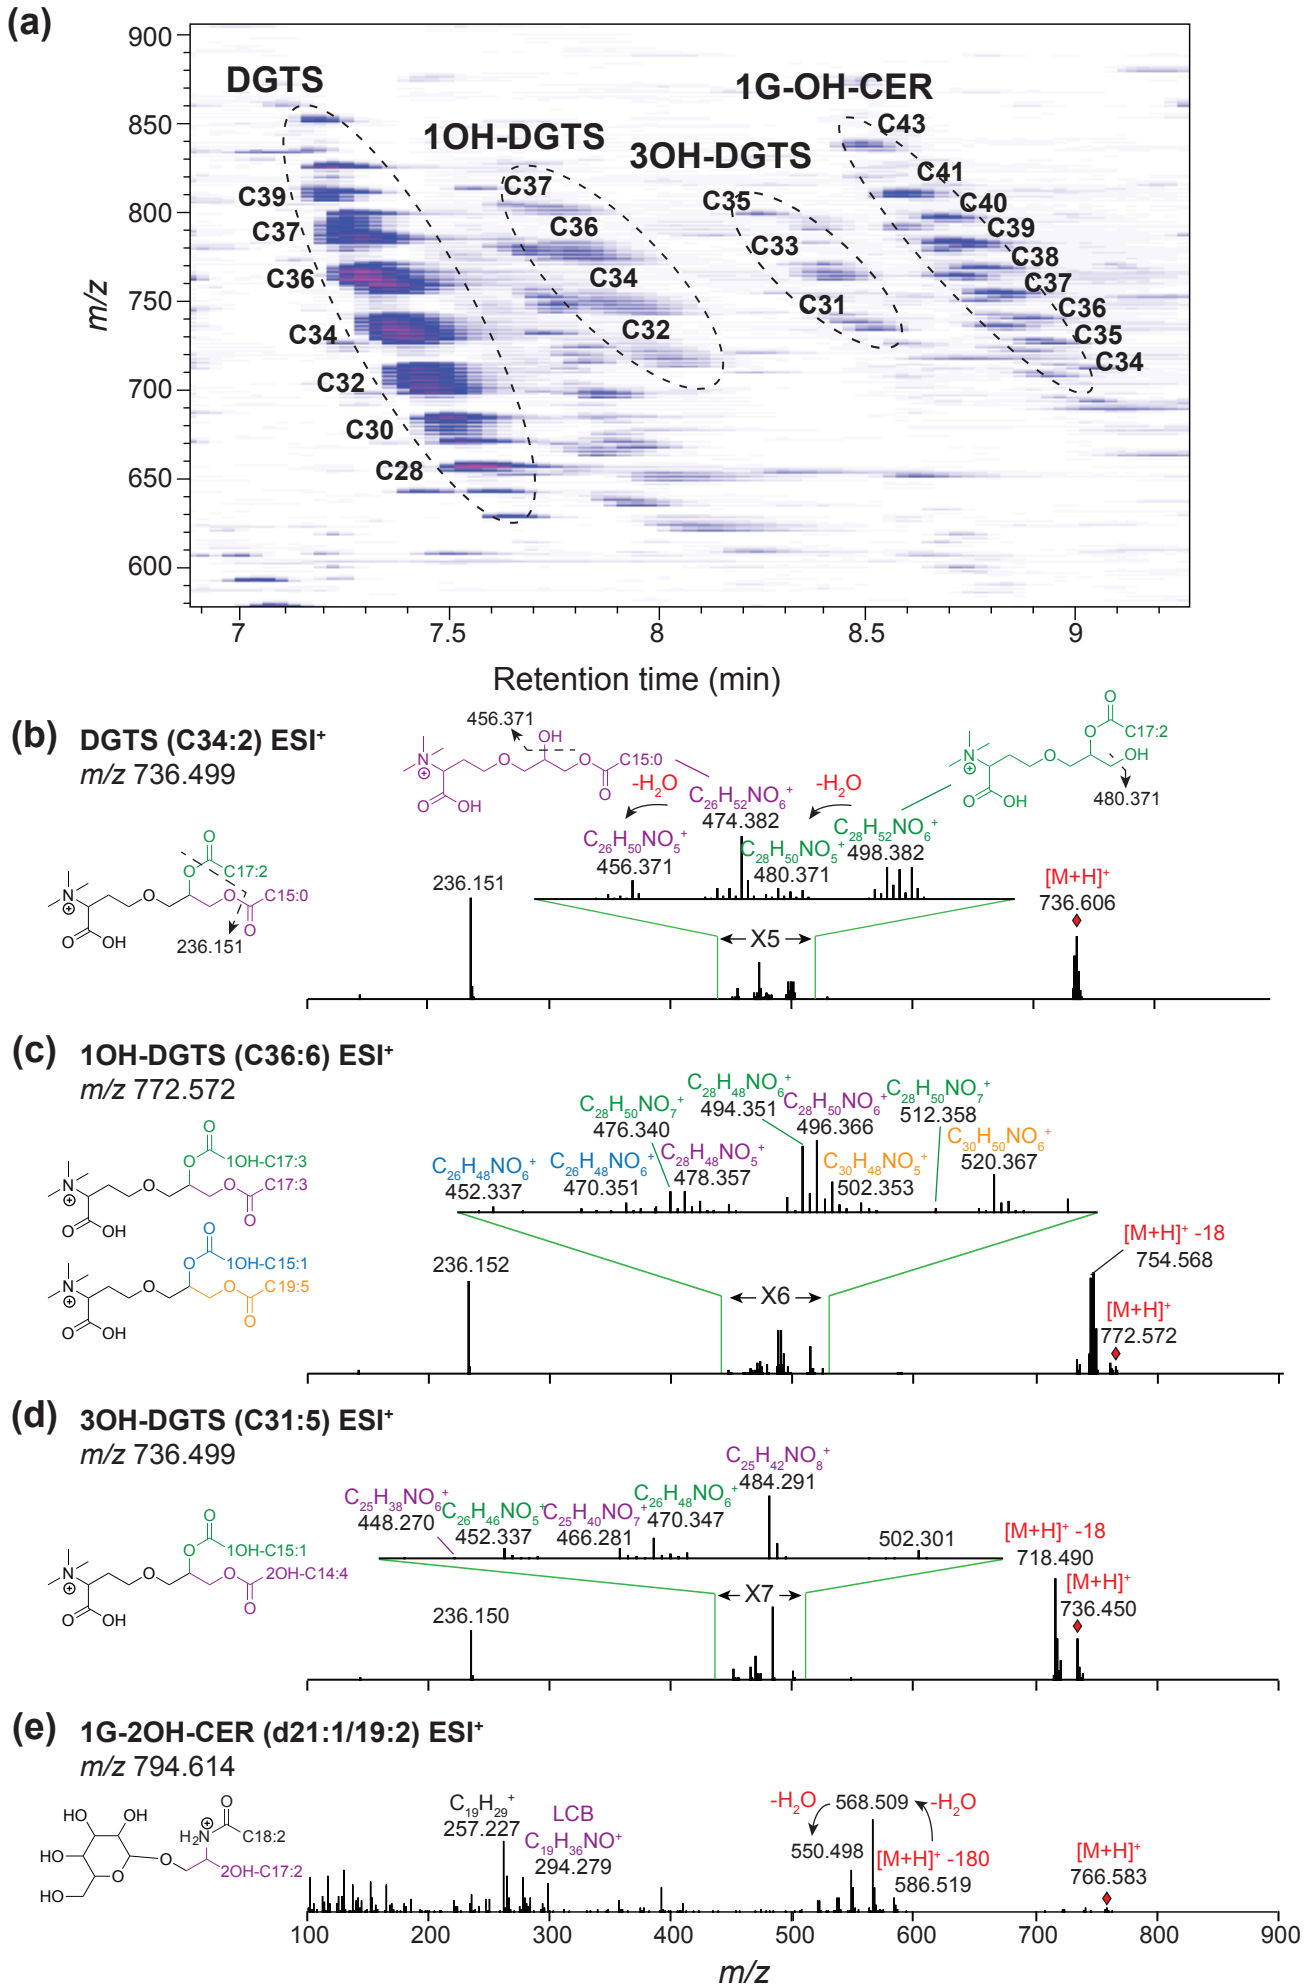 (a)
900
850
800
750
700
650
600
m/z
DGTS
1OH-DGTS
3OH-DGTS
1G-OH-CER
C39
C37
C36
C34
C32
C30
C28
C37
C36
C34
C32
C35
C33
C31
C43
C41
C40
C39
C38
C37
C36
C35
C34
7
7.5
8
8.5
9
Retention time (min)
(b) DGTS (C34:2) ESI⁺
m/z 736.499
N
⊕
O OH
O
O
O
C17:2
O
C15:0
O
236.151
456.371
OH
N
⊕
O
O
C15:0
O
O OH
-H₂O
-H₂O
C₂₆H₅₂NO₆⁺
474.382
C₂₆H₅₀NO₅⁺
456.371
C₂₈H₅₀NO₅⁺
480.371
C₂₈H₅₂NO₆⁺
498.382
O
C17:2
O
OH
N
⊕
O
O OH
480.371
236.151
X5
[M+H]⁺
736.606
(c) 1OH-DGTS (C36:6) ESI⁺
m/z 772.572
O
1OH-C17:3
O
N
⊕
O
O
C17:3
O
O OH
O
1OH-C15:1
O
N
⊕
O
O
C19:5
O
O OH
C₂₆H₄₈NO₆⁺
452.337
C₂₆H₄₈NO₆⁺
470.351
C₂₈H₅₀NO₇⁺
476.340
C₂₈H₄₈NO₅⁺
478.357
C₂₈H₄₈NO₆⁺
494.351
C₂₈H₅₀NO₆⁺
496.366
C₃₀H₄₈NO₅⁺
502.353
C₂₈H₅₀NO₇⁺
512.358
C₃₀H₅₀NO₆⁺
520.367
236.152
X6
[M+H]⁺ -18
754.568
[M+H]⁺
772.572
(d) 3OH-DGTS (C31:5) ESI⁺
m/z 736.499
O
1OH-C15:1
O
N
⊕
O
O
2OH-C14:4
O
O OH
C₂₅H₃₈NO₆⁺
448.270
C₂₆H₄₆NO₅⁺
452.337
C₂₅H₄₀NO₇⁺
466.281
C₂₆H₄₈NO₆⁺
470.347
C₂₅H₄₂NO₈⁺
484.291
502.301
236.150
X7
[M+H]⁺ -18
718.490
[M+H]⁺
736.450
(e) 1G-2OH-CER (d21:1/19:2) ESI⁺
m/z 794.614
HO OH
HO
HO
O
O
H₂N
⊕
O
C18:2
2OH-C17:2
C₁₉H₂₉⁺
257.227
LCB
C₁₉H₃₆NO⁺
294.279
-H₂O
568.509
-H₂O
550.498
[M+H]⁺ -180
586.519
[M+H]⁺
766.583
100
200
300
400
500
600
700
800
900
m/z